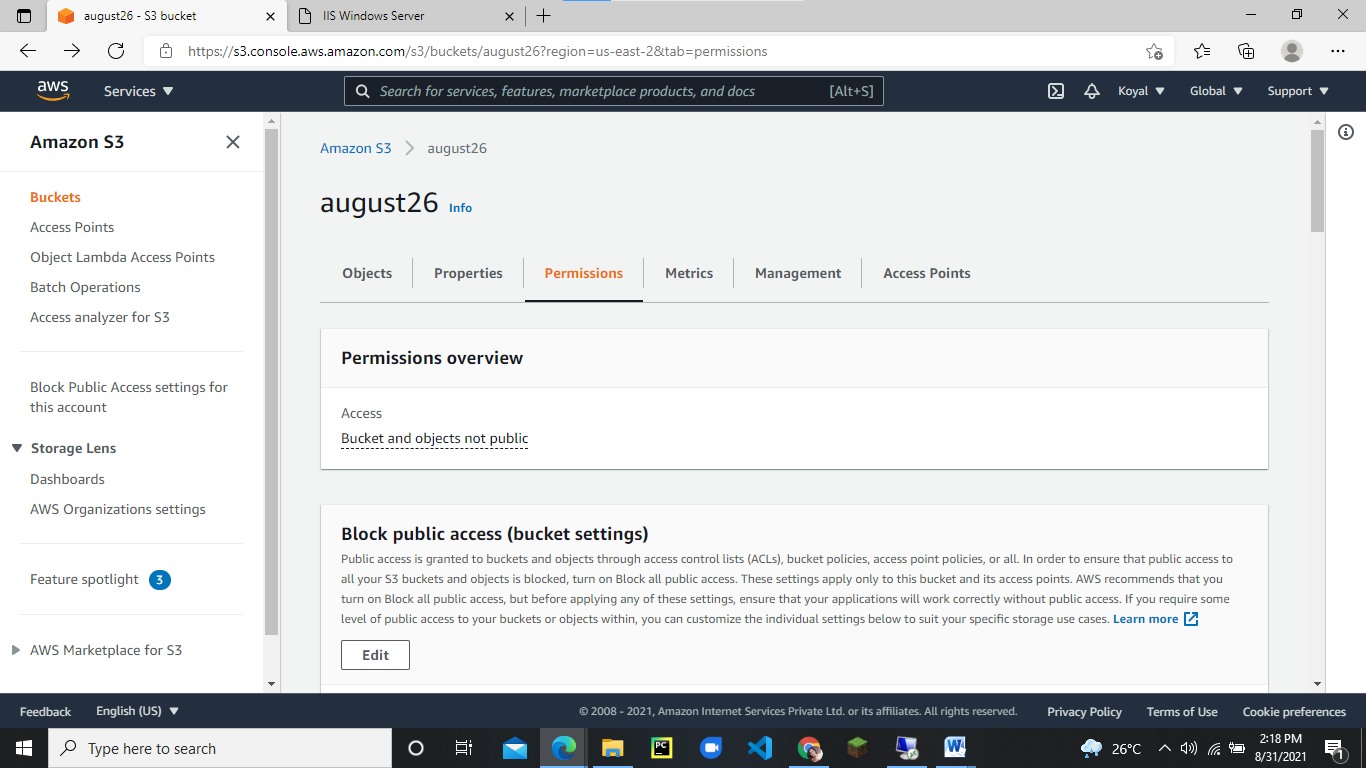 august26 - S3 bucket
IIS Windows Server
https://s3.console.aws.amazon.com/s3/buckets/august26?region=us-east-2&tab=permissions
aws
Services
Search for services, features, marketplace products, and docs
[Alt+S]
Koyal
Global
Support
Amazon S3
Buckets
Access Points
Object Lambda Access Points
Batch Operations
Access analyzer for S3
Block Public Access settings for
this account
Storage Lens
Dashboards
AWS Organizations settings
Feature spotlight 3
AWS Marketplace for S3
Amazon S3 august26
august26 Info
Objects Properties Permissions Metrics Management Access Points
Permissions overview
Access
Bucket and objects not public
Block public access (bucket settings)
Public access is granted to buckets and objects through access control lists (ACLs), bucket policies, access point policies, or all. In order to ensure that public access to
all your S3 buckets and objects is blocked, turn on Block all public access. These settings apply only to this bucket and its access points. AWS recommends that you
turn on Block all public access, but before applying any of these settings, ensure that your applications will work correctly without public access. If you require some
level of public access to your buckets or objects within, you can customize the individual settings below to suit your specific storage use cases. Learn more
Edit
Feedback English (US) © 2008 - 2021, Amazon Internet Services Private Ltd. or its affiliates. All rights reserved. Privacy Policy Terms of Use Cookie preferences
Type here to search
PC
W
26°C
2:18 PM
8/31/2021
1